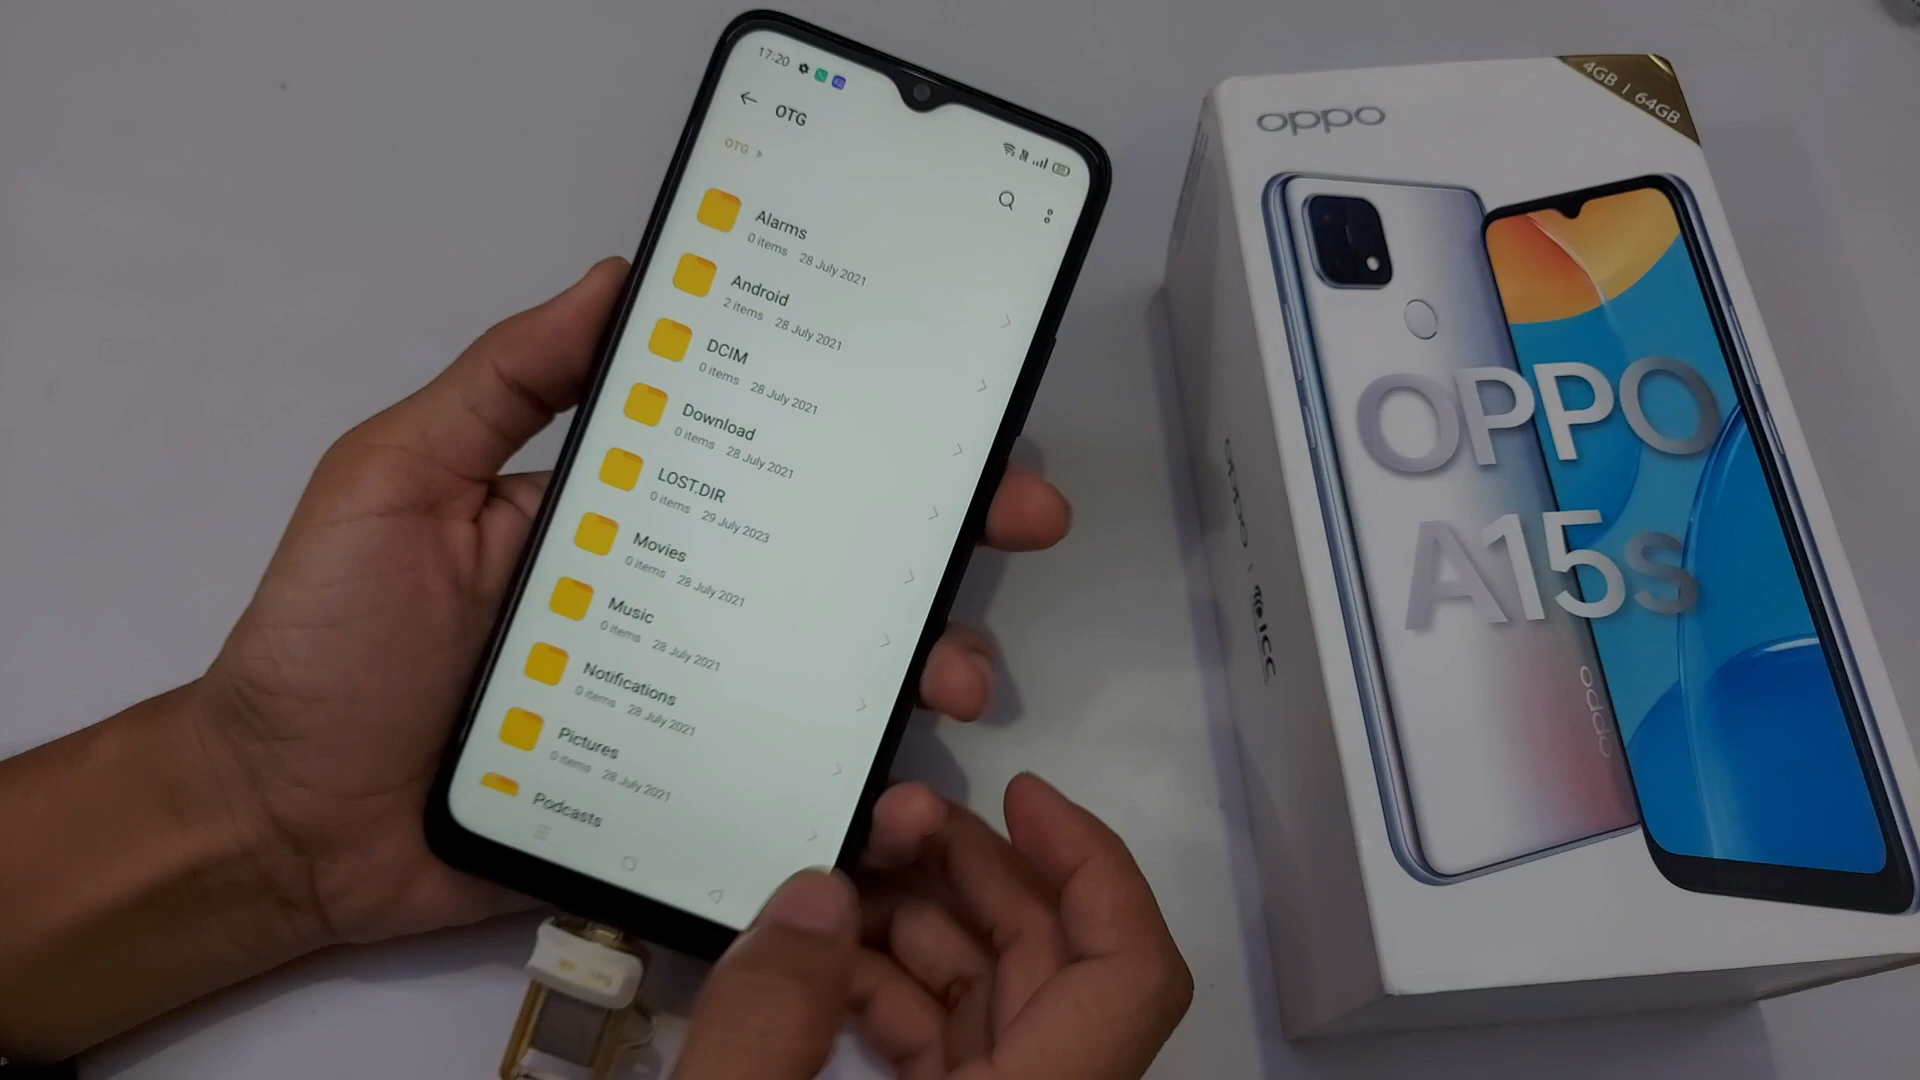 17:20
OTG
OTG
Alarms
0 items 28 July 2021
Android
2 items 28 July 2021
DCIM
0 items 28 July 2021
Download
0 items 28 July 2021
LOST.DIR
0 items 29 July 2023
Movies
0 items 28 July 2021
Music
0 items 28 July 2021
Notifications
0 items 28 July 2021
Pictures
0 items 28 July 2021
Podcasts
oppo
4GB | 64GB
OPPO
A15s
oppo
oppo | ICC